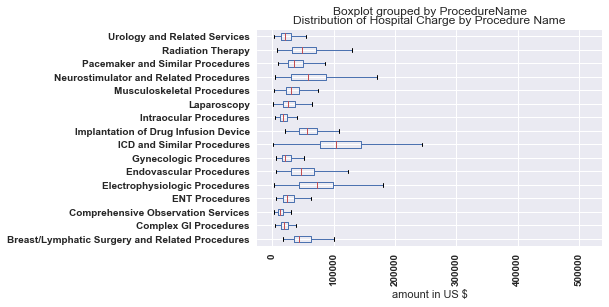 Boxplot grouped by ProcedureName
Distribution of Hospital Charge by Procedure Name
Urology and Related Services
Radiation Therapy
Pacemaker and Similar Procedures
Neurostimulator and Related Procedures
Musculoskeletal Procedures
Laparoscopy
Intraocular Procedures
Implantation of Drug Infusion Device
ICD and Similar Procedures
Gynecologic Procedures
Endovascular Procedures
Electrophysiologic Procedures
ENT Procedures
Comprehensive Observation Services
Complex GI Procedures
Breast/Lymphatic Surgery and Related Procedures
0
100000
200000
300000
400000
500000
amount in US $